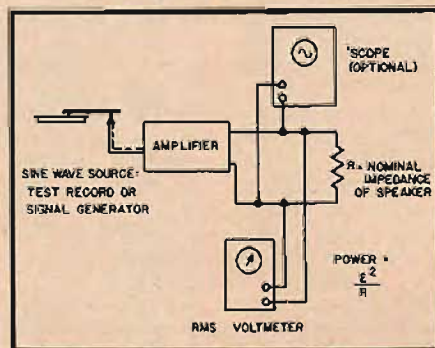 'SCOPE
(OPTIONAL)
AMPLIFIER
R = NOMINAL
IMPEDANCE
OF SPEAKER
SINE WAVE SOURCE:
TEST RECORD OR
SIGNAL GENERATOR
POWER =
E²
R
RMS VOLTMETER